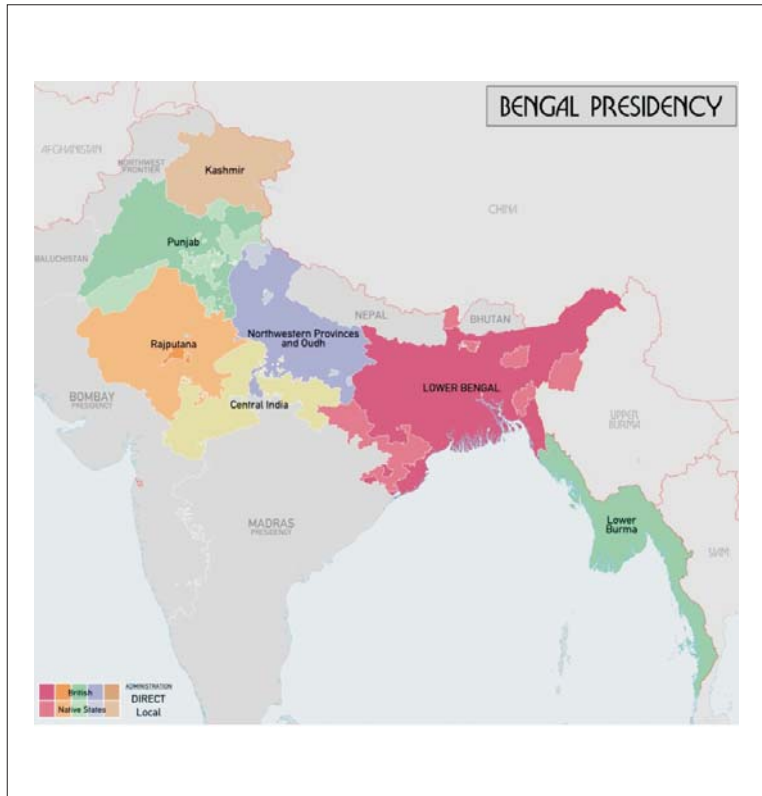 BENGAL PRESIDENCY
AFGHANISTAN
NORTHWEST
FRONTIER
Kashmir
CHINA
Punjab
BALUCHISTAN
NEPAL
BHUTAN
Northwestern Provinces
and Oudh
Rajputana
LOWER BENGAL
BOMBAY
PRESIDENCY
Central India
UPPER
BURMA
MADRAS
PRESIDENCY
Lower
Burma
SIAM
British
Native States
ADMINISTRATION
DIRECT
Local